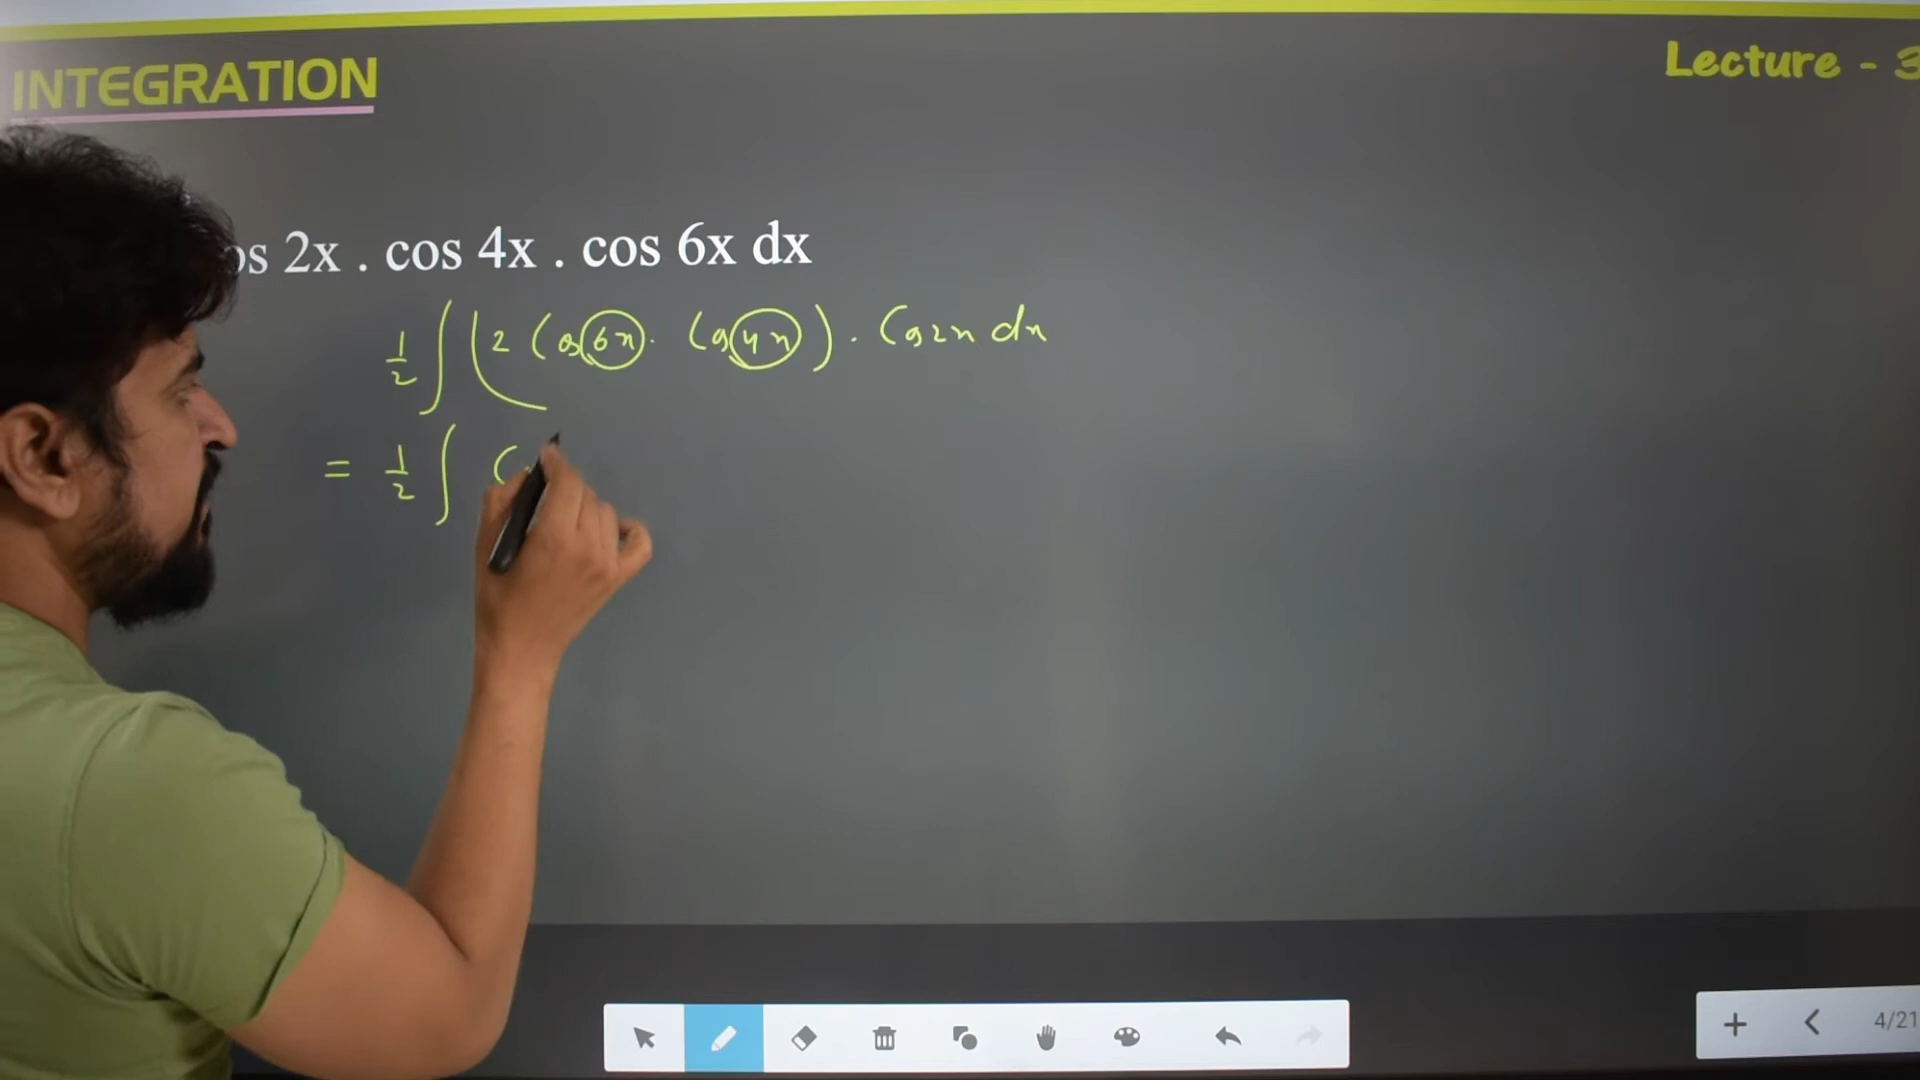 INTEGRATION
Lecture - 3
os 2x . cos 4x . cos 6x dx
1/2 ∫ (2 Cos 6x · Cos 4x) · Cos 2x dx
= 1/2 ∫ (
4/21